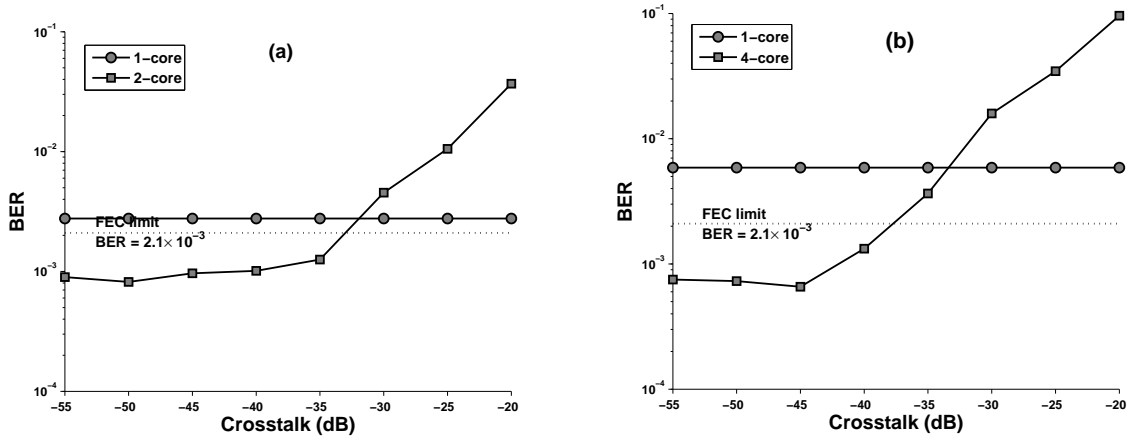 (a)
1−core
2−core
10−1
10−2
10−3
10−4
BER
FEC limit
BER = 2.1× 10−3
−55 −50 −45 −40 −35 −30 −25 −20
Crosstalk (dB)
(b)
1−core
4−core
10−1
10−2
10−3
10−4
BER
FEC limit
BER = 2.1× 10−3
−55 −50 −45 −40 −35 −30 −25 −20
Crosstalk (dB)